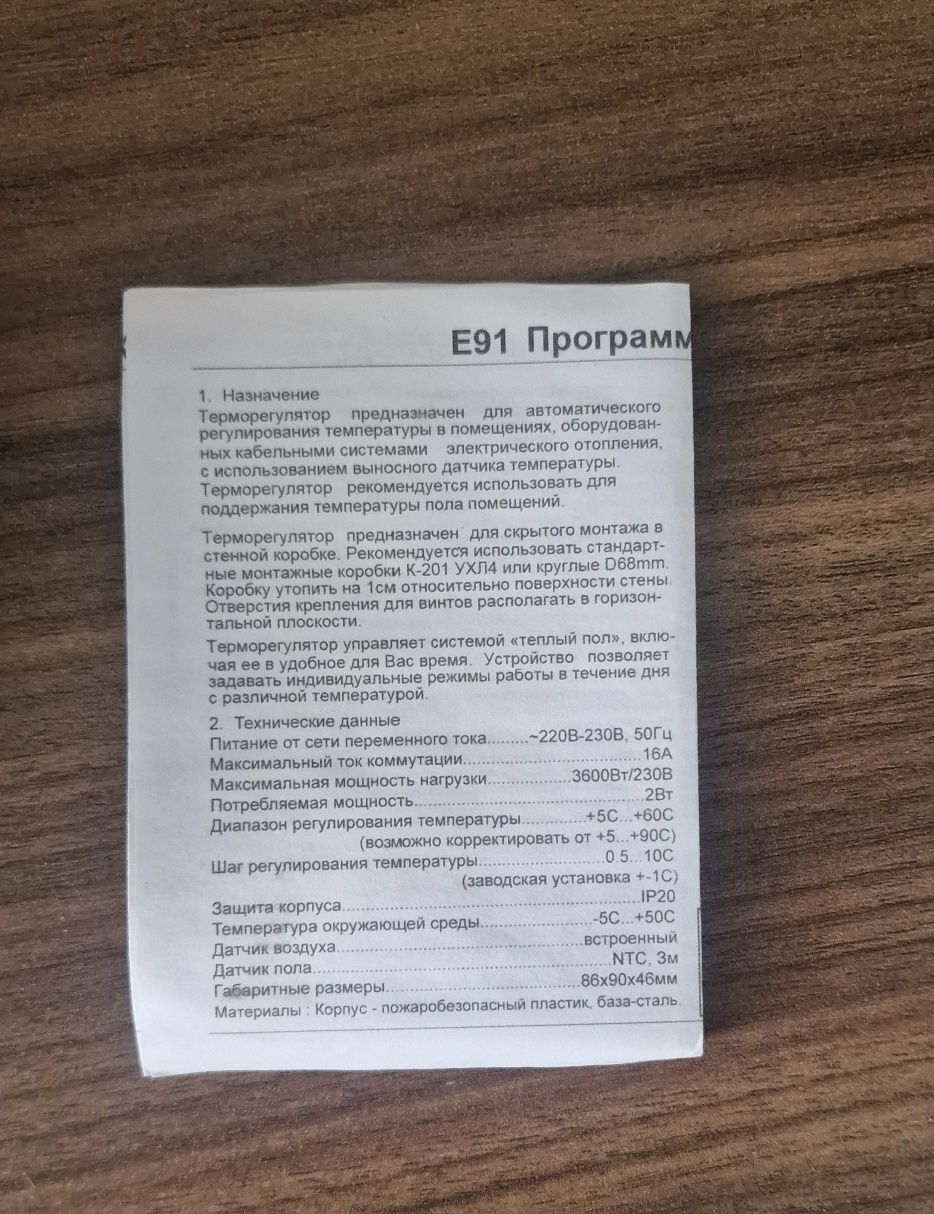 E91 Программ
1. Назначение
Терморегулятор предназначен для автоматического
регулирования температуры в помещениях, оборудован-
ных кабельными системами электрического отопления,
с использованием выносного датчика температуры.
Терморегулятор рекомендуется использовать для
поддержания температуры пола помещений.
Терморегулятор предназначен для скрытого монтажа в
стенной коробке. Рекомендуется использовать стандарт-
ные монтажные коробки К-201 УХЛ4 или круглые D68mm.
Коробку утопить на 1см относительно поверхности стены.
Отверстия крепления для винтов располагать в горизон-
тальной плоскости.
Терморегулятор управляет системой «теплый пол», вклю-
чая ее в удобное для Вас время. Устройство позволяет
задавать индивидуальные режимы работы в течение дня
с различной температурой.
2. Технические данные
Питание от сети переменного тока.........~220В-230В, 50Гц
Максимальный ток коммутации...............................16А
Максимальная мощность нагрузки...............3600Вт/230В
Потребляемая мощность.........................................2Вт
Диапазон регулирования температуры............+5С...+60С
(возможно корректировать от +5...+90С)
Шаг регулирования температуры......................0.5...10С
(заводская установка +-1С)
Защита корпуса.....................................................IP20
Температура окружающей среды....................-5С...+50С
Датчик воздуха...........................................встроенный
Датчик пола....................................................NTC, 3м
Габаритные размеры..................................86х90х46мм
Материалы : Корпус - пожаробезопасный пластик, база-сталь.